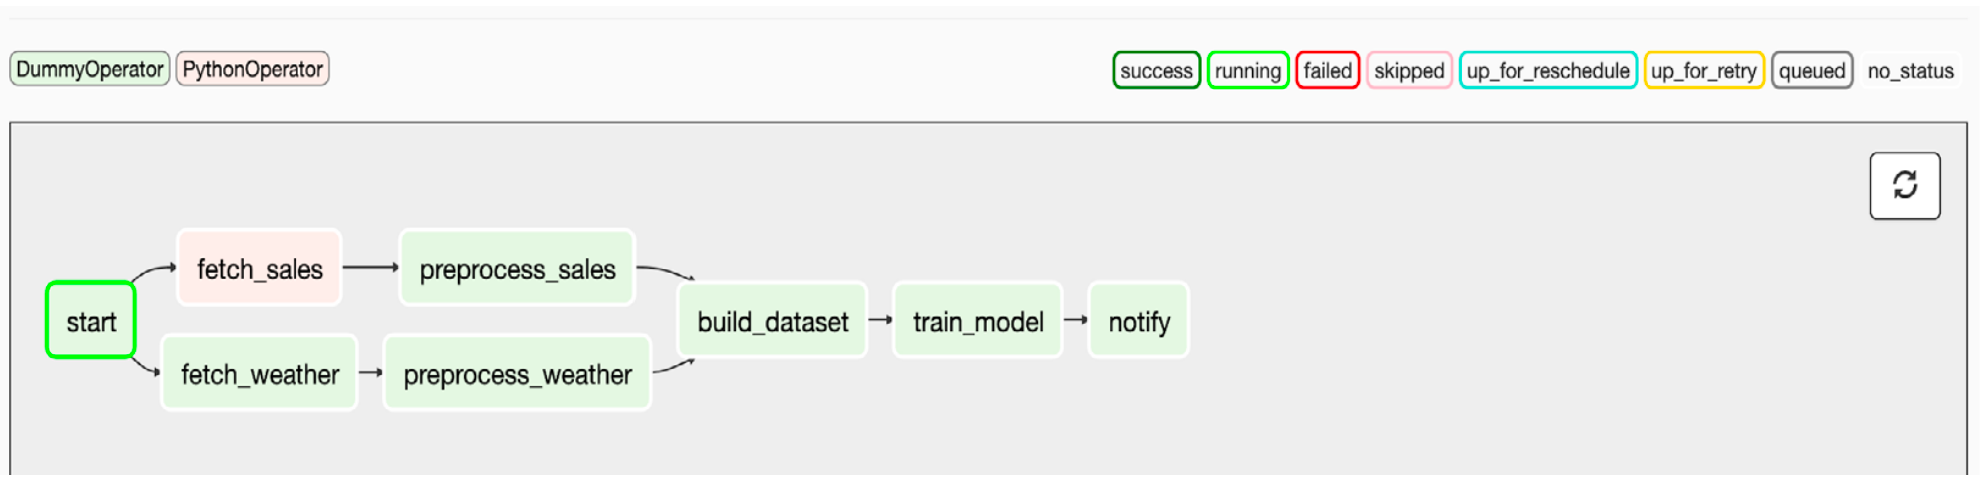 DummyOperator PythonOperator success running failed skipped up_for_reschedule up_for_retry queued no_status
fetch_sales preprocess_sales
start build_dataset train_model notify
fetch_weather preprocess_weather